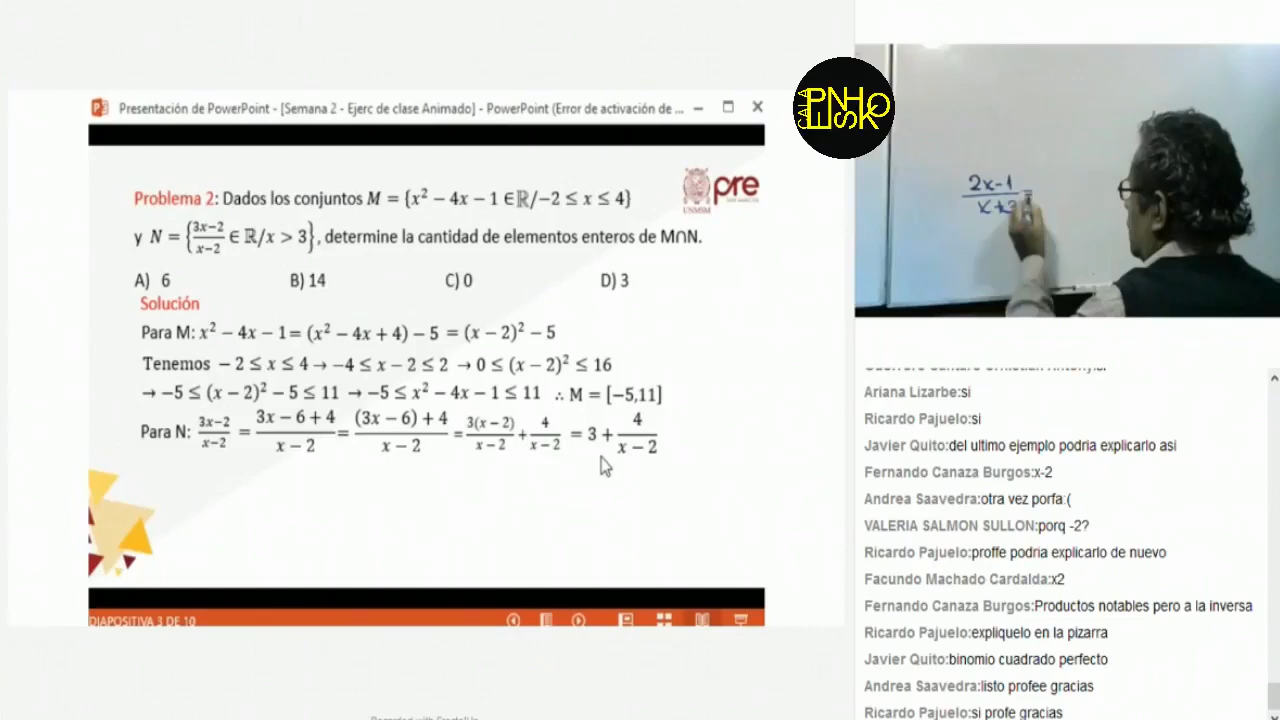 Presentación de PowerPoint - [Semana 2 - Ejerc de clase Animado] - PowerPoint (Error de activación de ...
Problema 2: Dados los conjuntos M = {x² − 4x − 1 ∈ℝ/−2 ≤ x ≤ 4}
y N = {(3x−2)/(x−2) ∈ ℝ/x > 3}, determine la cantidad de elementos enteros de M∩N.
pre
UNMSM
A) 6 B) 14 C) 0 D) 3
Solución
Para M: x² − 4x − 1= (x² − 4x + 4) − 5 = (x − 2)² − 5
Tenemos − 2 ≤ x ≤ 4 → −4 ≤ x − 2 ≤ 2 → 0 ≤ (x − 2)² ≤ 16
→ −5 ≤ (x − 2)² − 5 ≤ 11 → −5 ≤ x² − 4x − 1 ≤ 11 ∴ M = [−5,11]
Para N: (3x−2)/(x−2) = (3x − 6 + 4)/(x − 2) = ((3x − 6) + 4)/(x − 2) = 3(x − 2)/(x − 2) + 4/(x − 2) = 3 + 4/(x − 2)
DIAPOSITIVA 3 DE 10
2x-1
x+3
=
Ariana Lizarbe:si
Ricardo Pajuelo:si
Javier Quito:del ultimo ejemplo podria explicarlo asi
Fernando Canaza Burgos:x-2
Andrea Saavedra:otra vez porfa:(
VALERIA SALMON SULLON:porq -2?
Ricardo Pajuelo:proffe podria explicarlo de nuevo
Facundo Machado Cardalda:x2
Fernando Canaza Burgos:Productos notables pero a la inversa
Ricardo Pajuelo:expliquelo en la pizarra
Javier Quito:binomio cuadrado perfecto
Andrea Saavedra:listo profee gracias
Ricardo Pajuelo:si profe gracias